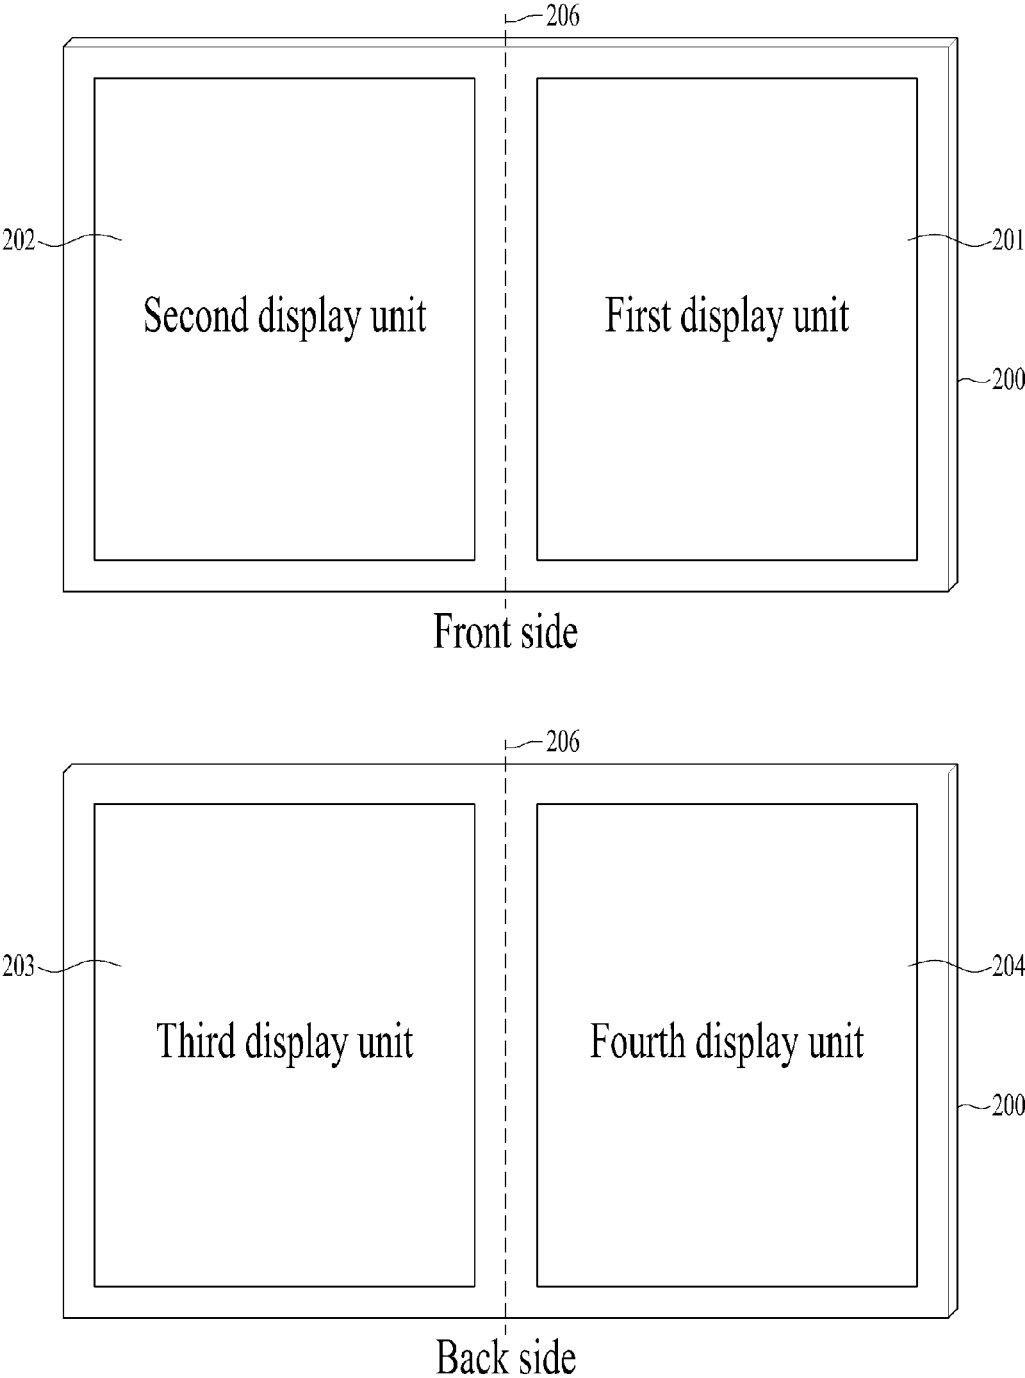 206
202
201
Second display unit
First display unit
200
Front side
206
203
204
Third display unit
Fourth display unit
200
Back side